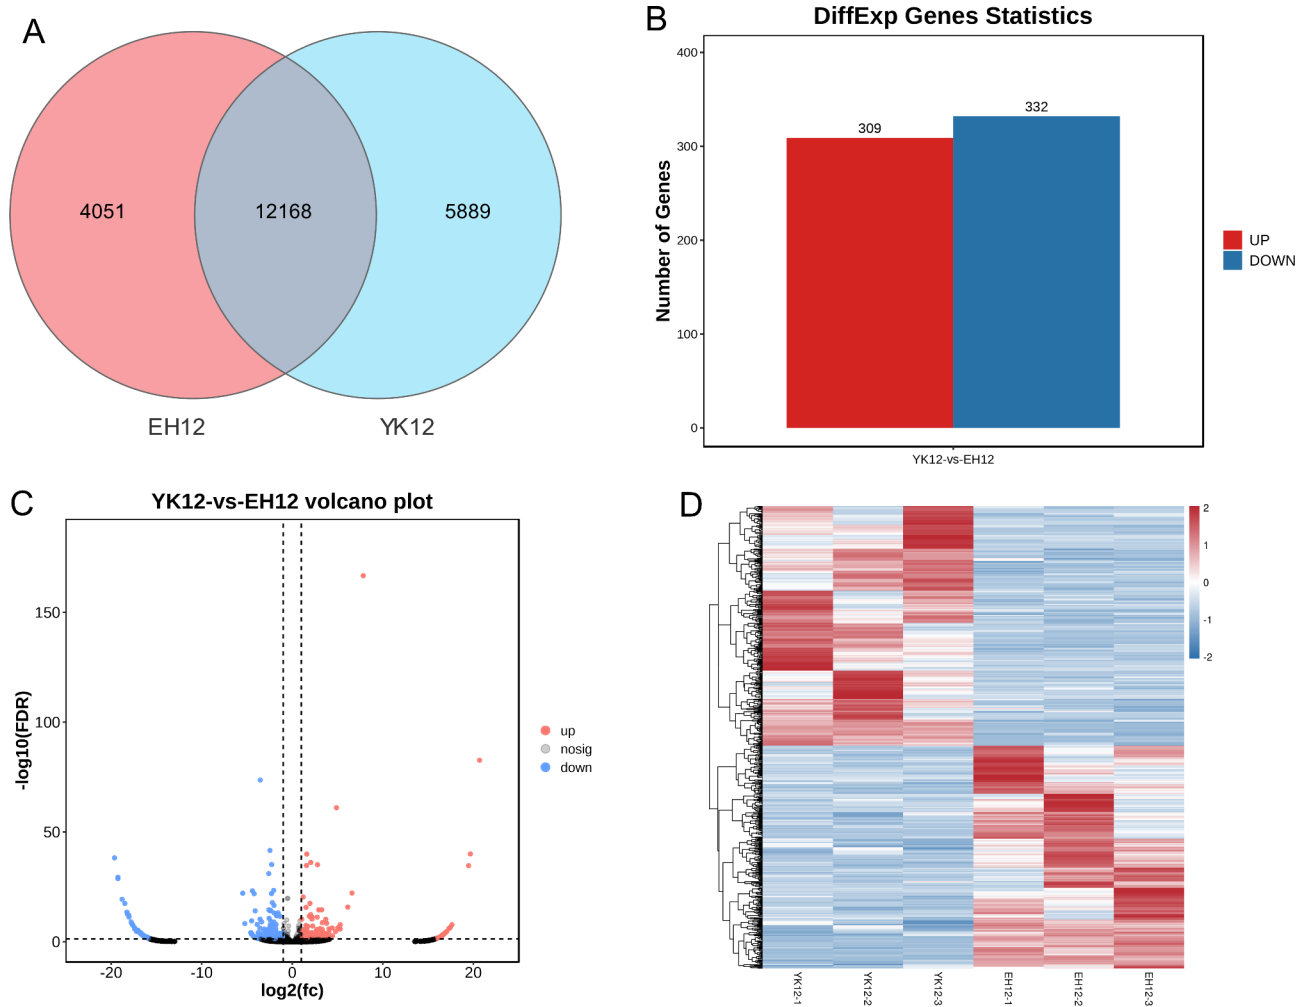 A
4051
12168
5889
EH12
YK12
B
DiffExp Genes Statistics
Number of Genes
400
300
200
100
0
309
332
YK12-vs-EH12
UP
DOWN
C
YK12-vs-EH12 volcano plot
-log10(FDR)
150
100
50
0
-20
-10
0
10
20
log2(fc)
up
nosig
down
D
2
1
0
-1
-2
YK12-1
YK12-2
YK12-3
EH12-1
EH12-2
EH12-3